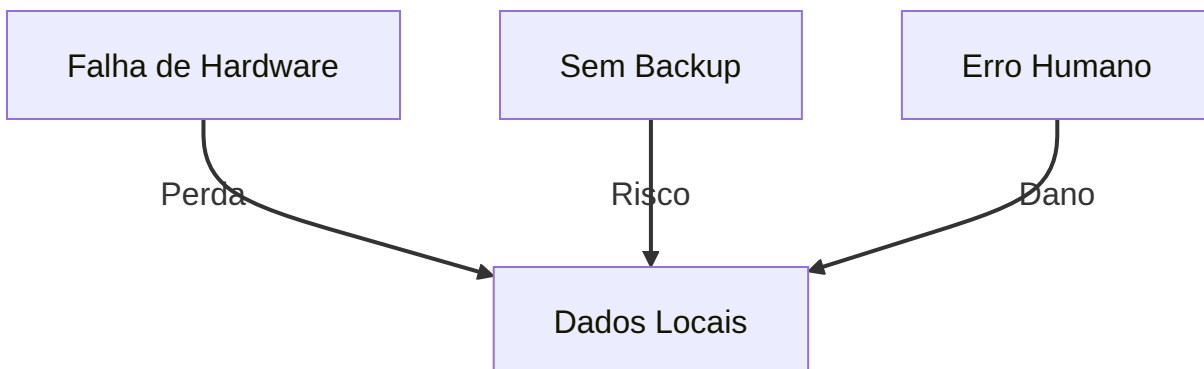 Falha de Hardware
Sem Backup
Erro Humano
Perda
Risco
Dano
Dados Locais